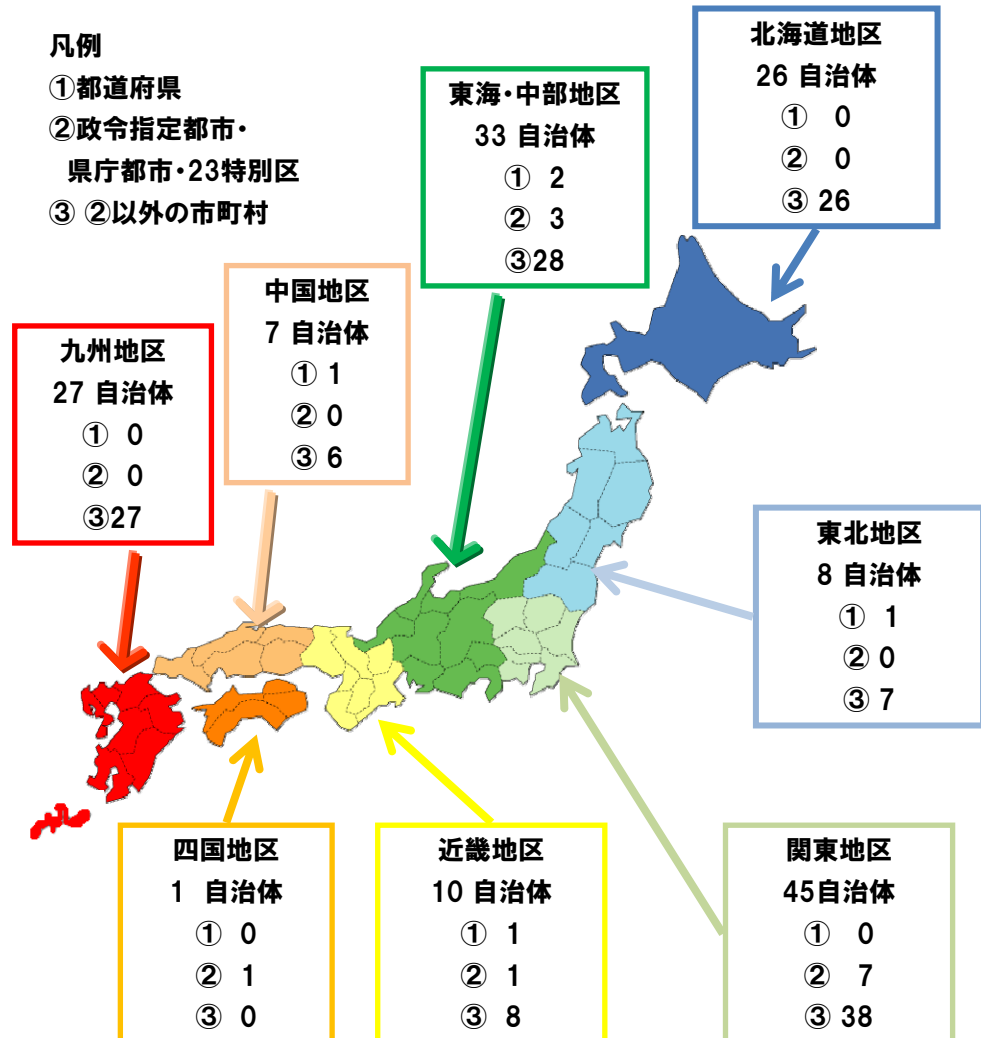 凡例
①都道府県
②政令指定都市・
県庁都市・23特別区
③ ②以外の市町村
北海道地区
26 自治体
① 0
② 0
③ 26
東海・中部地区
33 自治体
① 2
② 3
③28
中国地区
7 自治体
① 1
② 0
③ 6
九州地区
27 自治体
① 0
② 0
③27
東北地区
8 自治体
① 1
② 0
③ 7
四国地区
1 自治体
① 0
② 1
③ 0
近畿地区
10 自治体
① 1
② 1
③ 8
関東地区
45自治体
① 0
② 7
③ 38